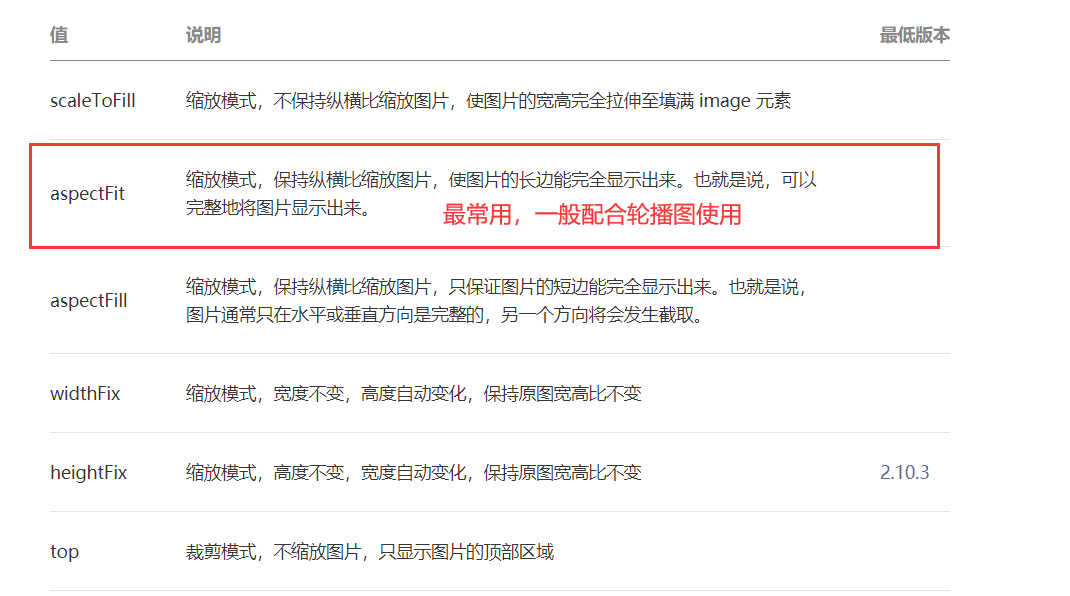 值 说明 最低版本
scaleToFill 缩放模式，不保持纵横比缩放图片，使图片的宽高完全拉伸至填满 image 元素
aspectFit 缩放模式，保持纵横比缩放图片，使图片的长边能完全显示出来。也就是说，可以
完整地将图片显示出来。
最常用，一般配合轮播图使用
aspectFill 缩放模式，保持纵横比缩放图片，只保证图片的短边能完全显示出来。也就是说，
图片通常只在水平或垂直方向是完整的，另一个方向将会发生截取。
widthFix 缩放模式，宽度不变，高度自动变化，保持原图宽高比不变
heightFix 缩放模式，高度不变，宽度自动变化，保持原图宽高比不变 2.10.3
top 裁剪模式，不缩放图片，只显示图片的顶部区域